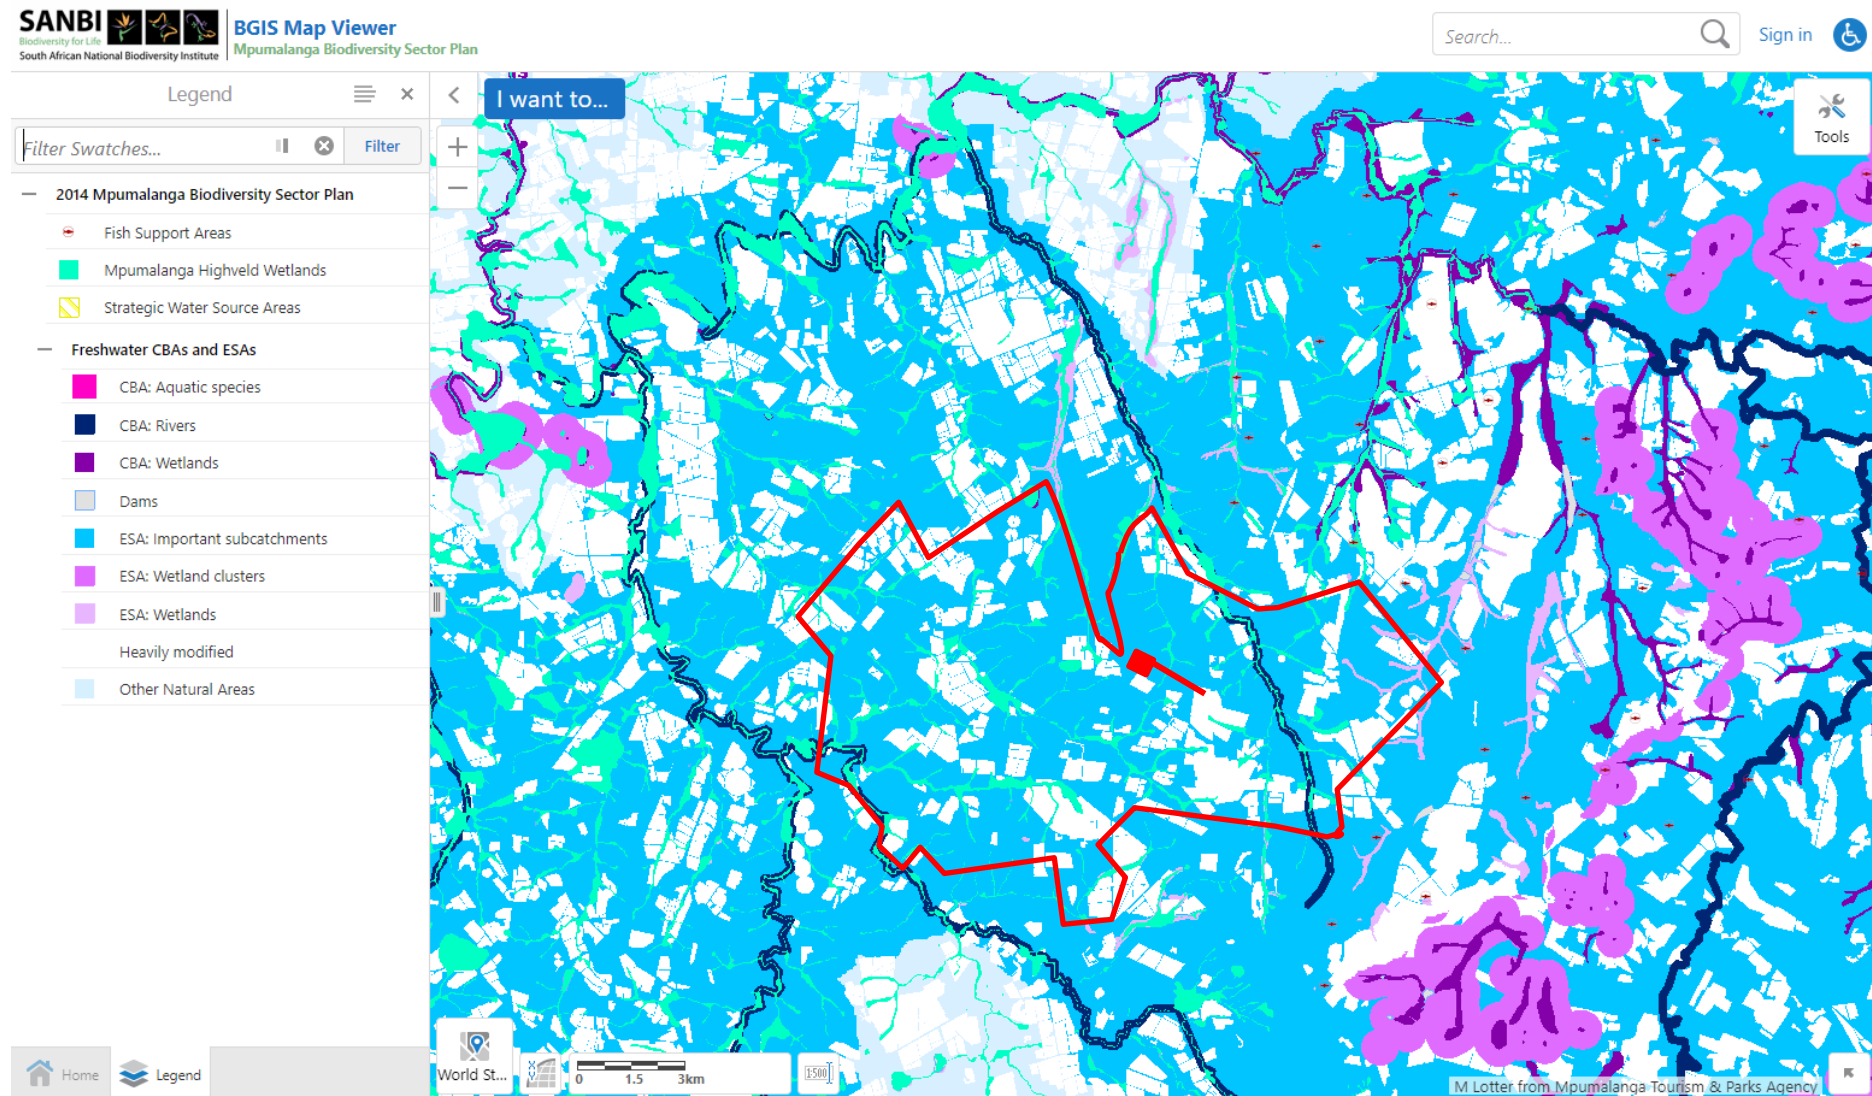 SANBI
Biodiversity for Life
South African National Biodiversity Institute
BGIS Map Viewer
Mpumalanga Biodiversity Sector Plan
Search...
Sign in
Legend
I want to...
Tools
Filter Swatches...
Filter
2014 Mpumalanga Biodiversity Sector Plan
Fish Support Areas
Mpumalanga Highveld Wetlands
Strategic Water Source Areas
Freshwater CBAs and ESAs
CBA: Aquatic species
CBA: Rivers
CBA: Wetlands
Dams
ESA: Important subcatchments
ESA: Wetland clusters
ESA: Wetlands
Heavily modified
Other Natural Areas
Home
Legend
World St...
0 1.5 3km
1:500
M Lotter from Mpumalanga Tourism & Parks Agency